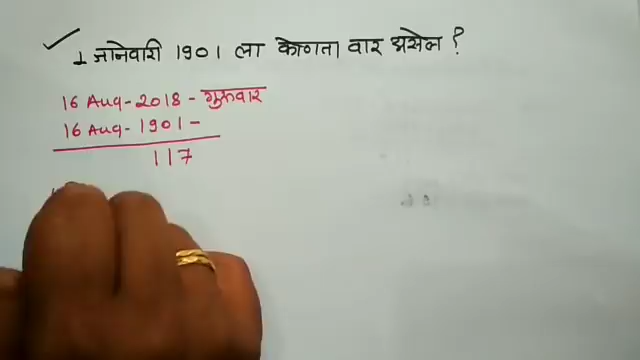 1 जानेवारी 1901 ला कोणता वार असेल ?
16 Aug - 2018 - गुरुवार
16 Aug - 1901 -
117